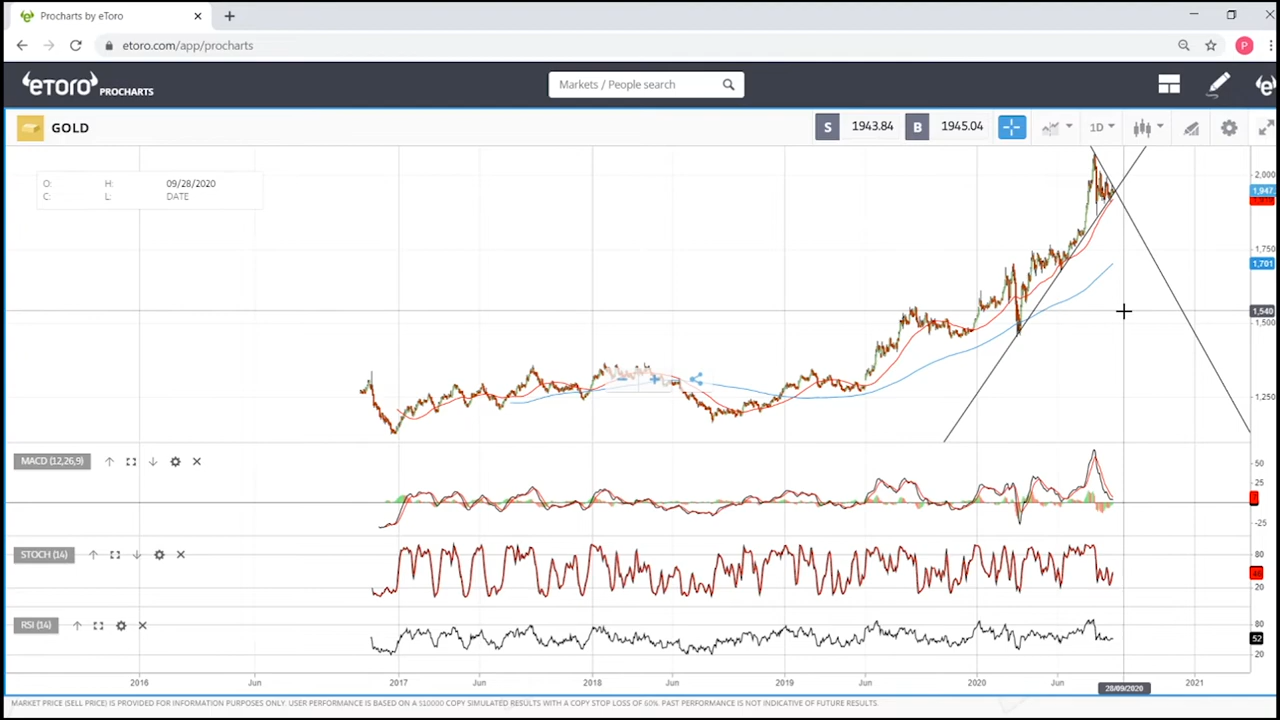 Procharts by eToro
etoro.com/app/procharts
P
eTORO PROCHARTS
Markets / People search
GOLD
S 1943.84 B 1945.04
1D
O: H: 09/28/2020
C: L: DATE
2,000
1,947
1,750
1,701
1,540
1,500
1,250
MACD (12,26,9)
50
25
-25
STOCH (14)
80
20
RSI (14)
80
52
20
2016 Jun 2017 Jun 2018 Jun 2019 Jun 2020 Jun 2021
28/09/2020
MARKET PRICE (SELL PRICE) IS PROVIDED FOR INFORMATION PURPOSES ONLY. USER PERFORMANCE IS BASED ON A $10000 COPY SIMULATED RESULTS WITH A COPY STOP LOSS OF 60%. PAST PERFORMANCE IS NOT INDICATIVE OF FUTURE RESULTS.